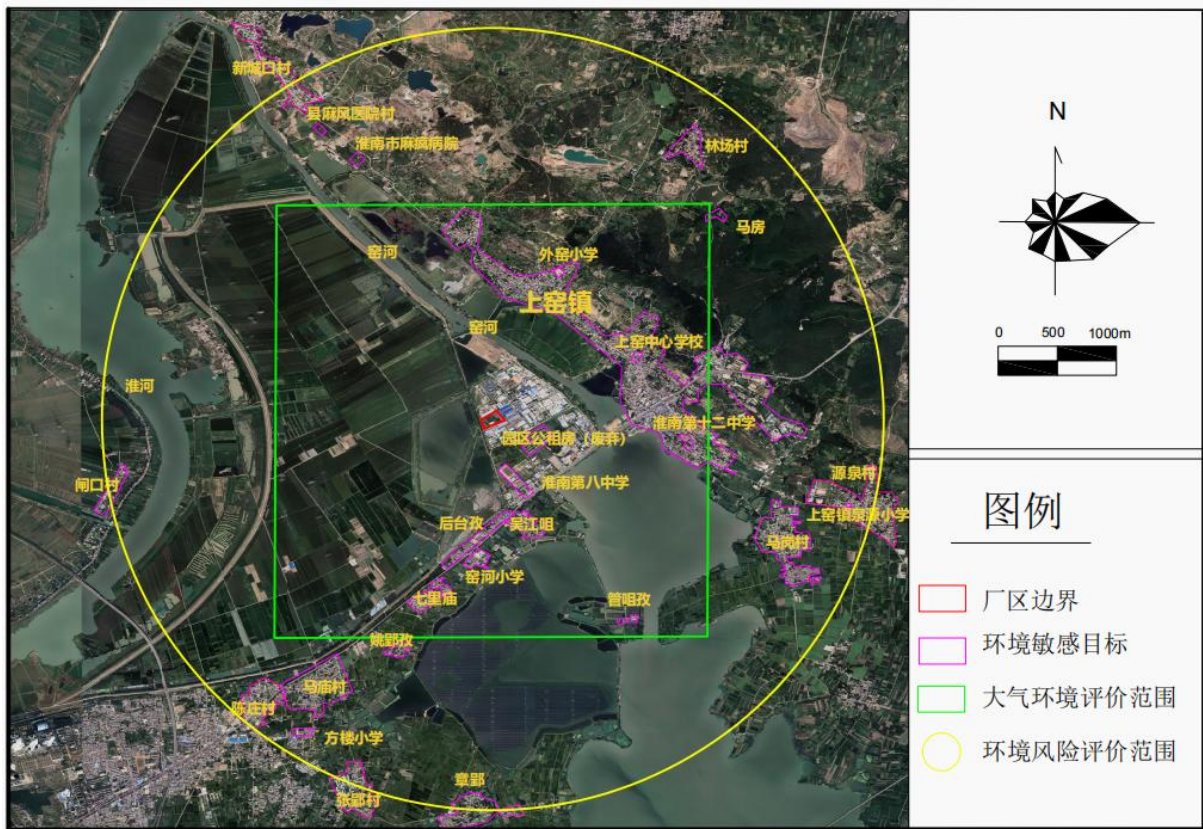 新城口村
县麻风医院村
淮南市麻疯病院
林场村
马房
窑河
外窑小学
上窑镇
窑河
上窑中心学校
淮河
淮南第十二中学
园区公租房（废弃）
闸口村
淮南第八中学
源泉村
上窑镇泉源小学
后台孜
吴江咀
马岗村
窑河小学
七里庙
管咀孜
姚郢孜
马庙村
陈庄村
方楼小学
章郢
张郢村
N
0 500 1000m
图例
厂区边界
环境敏感目标
大气环境评价范围
环境风险评价范围